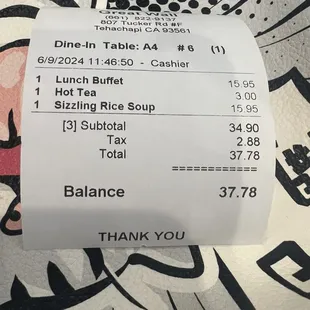 Great Wall
(661) 822-9137
807 Tucker Rd #F
Tehachapi CA 93561
Dine-In Table: A4 # 6 (1)
6/9/2024 11:46:50 - Cashier
1 Lunch Buffet 15.95
1 Hot Tea 3.00
1 Sizzling Rice Soup 15.95
[3] Subtotal 34.90
Tax 2.88
Total 37.78
============
Balance 37.78
THANK YOU